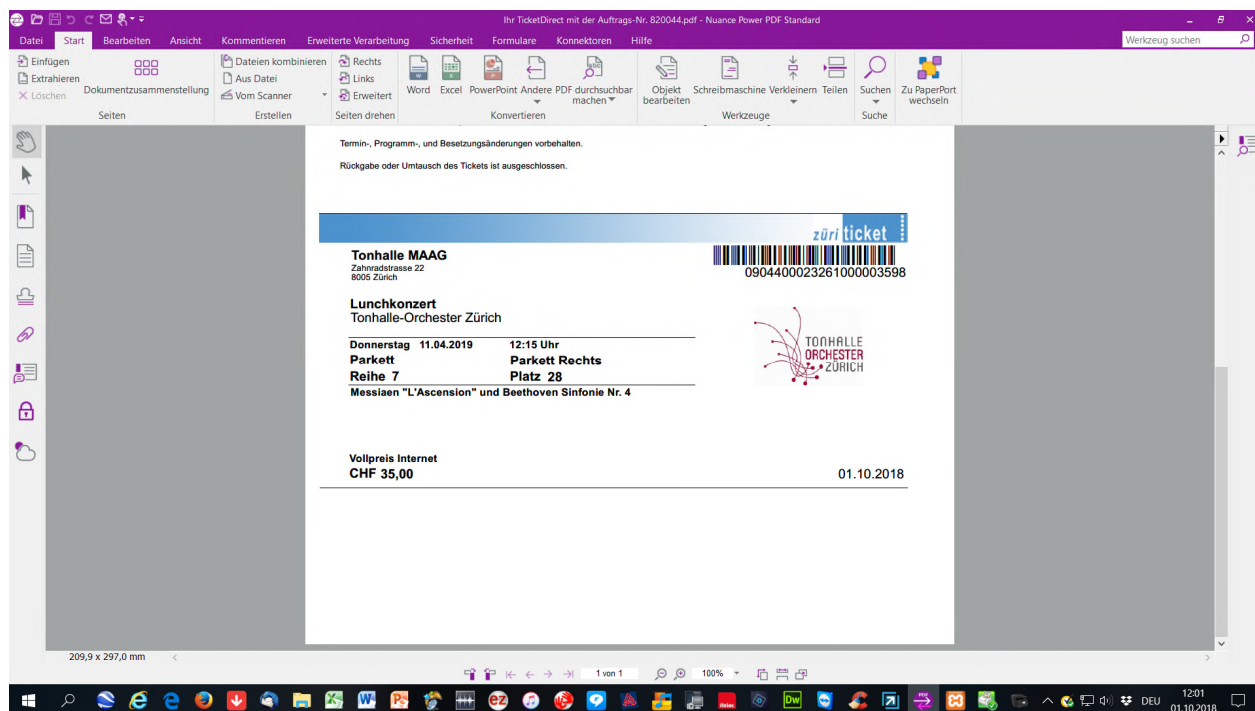 Ihr TicketDirect mit der Auftrags-Nr. 820044.pdf - Nuance Power PDF Standard
Datei Start Bearbeiten Ansicht Kommentieren Erweiterte Verarbeitung Sicherheit Formulare Konnektoren Hilfe Werkzeug suchen
Einfügen
Extrahieren
Löschen
Dokumentzusammenstellung
Seiten
Dateien kombinieren
Aus Datei
Vom Scanner
Erstellen
Rechts
Links
Erweitert
Seiten drehen
Word Excel PowerPoint Andere PDF durchsuchbar machen
Konvertieren
Objekt bearbeiten Schreibmaschine Verkleinern Teilen
Werkzeuge
Suchen
Suche
Zu PaperPort wechseln
Termin-, Programm-, und Besetzungsänderungen vorbehalten.
Rückgabe oder Umtausch des Tickets ist ausgeschlossen.
züri ticket
Tonhalle MAAG
Zahnradstrasse 22
8005 Zürich
0904400023261000003598
Lunchkonzert
Tonhalle-Orchester Zürich
TONHALLE
ORCHESTER
ZÜRICH
Donnerstag 11.04.2019 12:15 Uhr
Parkett Parkett Rechts
Reihe 7 Platz 28
Messiaen "L'Ascension" und Beethoven Sinfonie Nr. 4
Vollpreis Internet
CHF 35,00 01.10.2018
209,9 x 297,0 mm
1 von 1 100%
DEU 12:01
01.10.2018